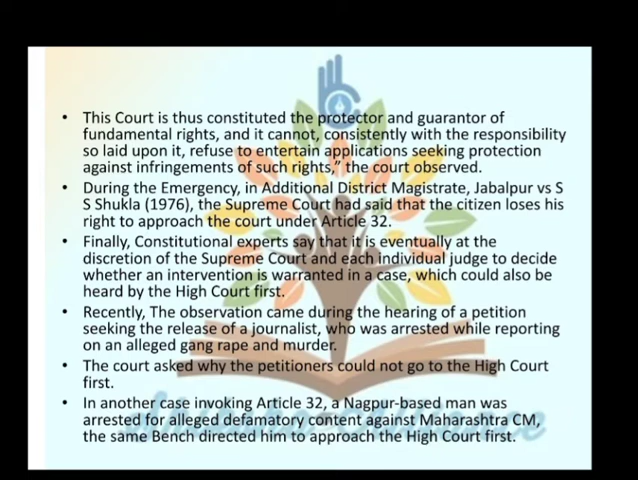 • This Court is thus constituted the protector and guarantor of
fundamental rights, and it cannot, consistently with the responsibility
so laid upon it, refuse to entertain applications seeking protection
against infringements of such rights,” the court observed.
• During the Emergency, in Additional District Magistrate, Jabalpur vs S
S Shukla (1976), the Supreme Court had said that the citizen loses his
right to approach the court under Article 32.
• Finally, Constitutional experts say that it is eventually at the
discretion of the Supreme Court and each individual judge to decide
whether an intervention is warranted in a case, which could also be
heard by the High Court first.
• Recently, The observation came during the hearing of a petition
seeking the release of a journalist, who was arrested while reporting
on an alleged gang rape and murder.
• The court asked why the petitioners could not go to the High Court
first.
• In another case invoking Article 32, a Nagpur-based man was
arrested for alleged defamatory content against Maharashtra CM,
the same Bench directed him to approach the High Court first.